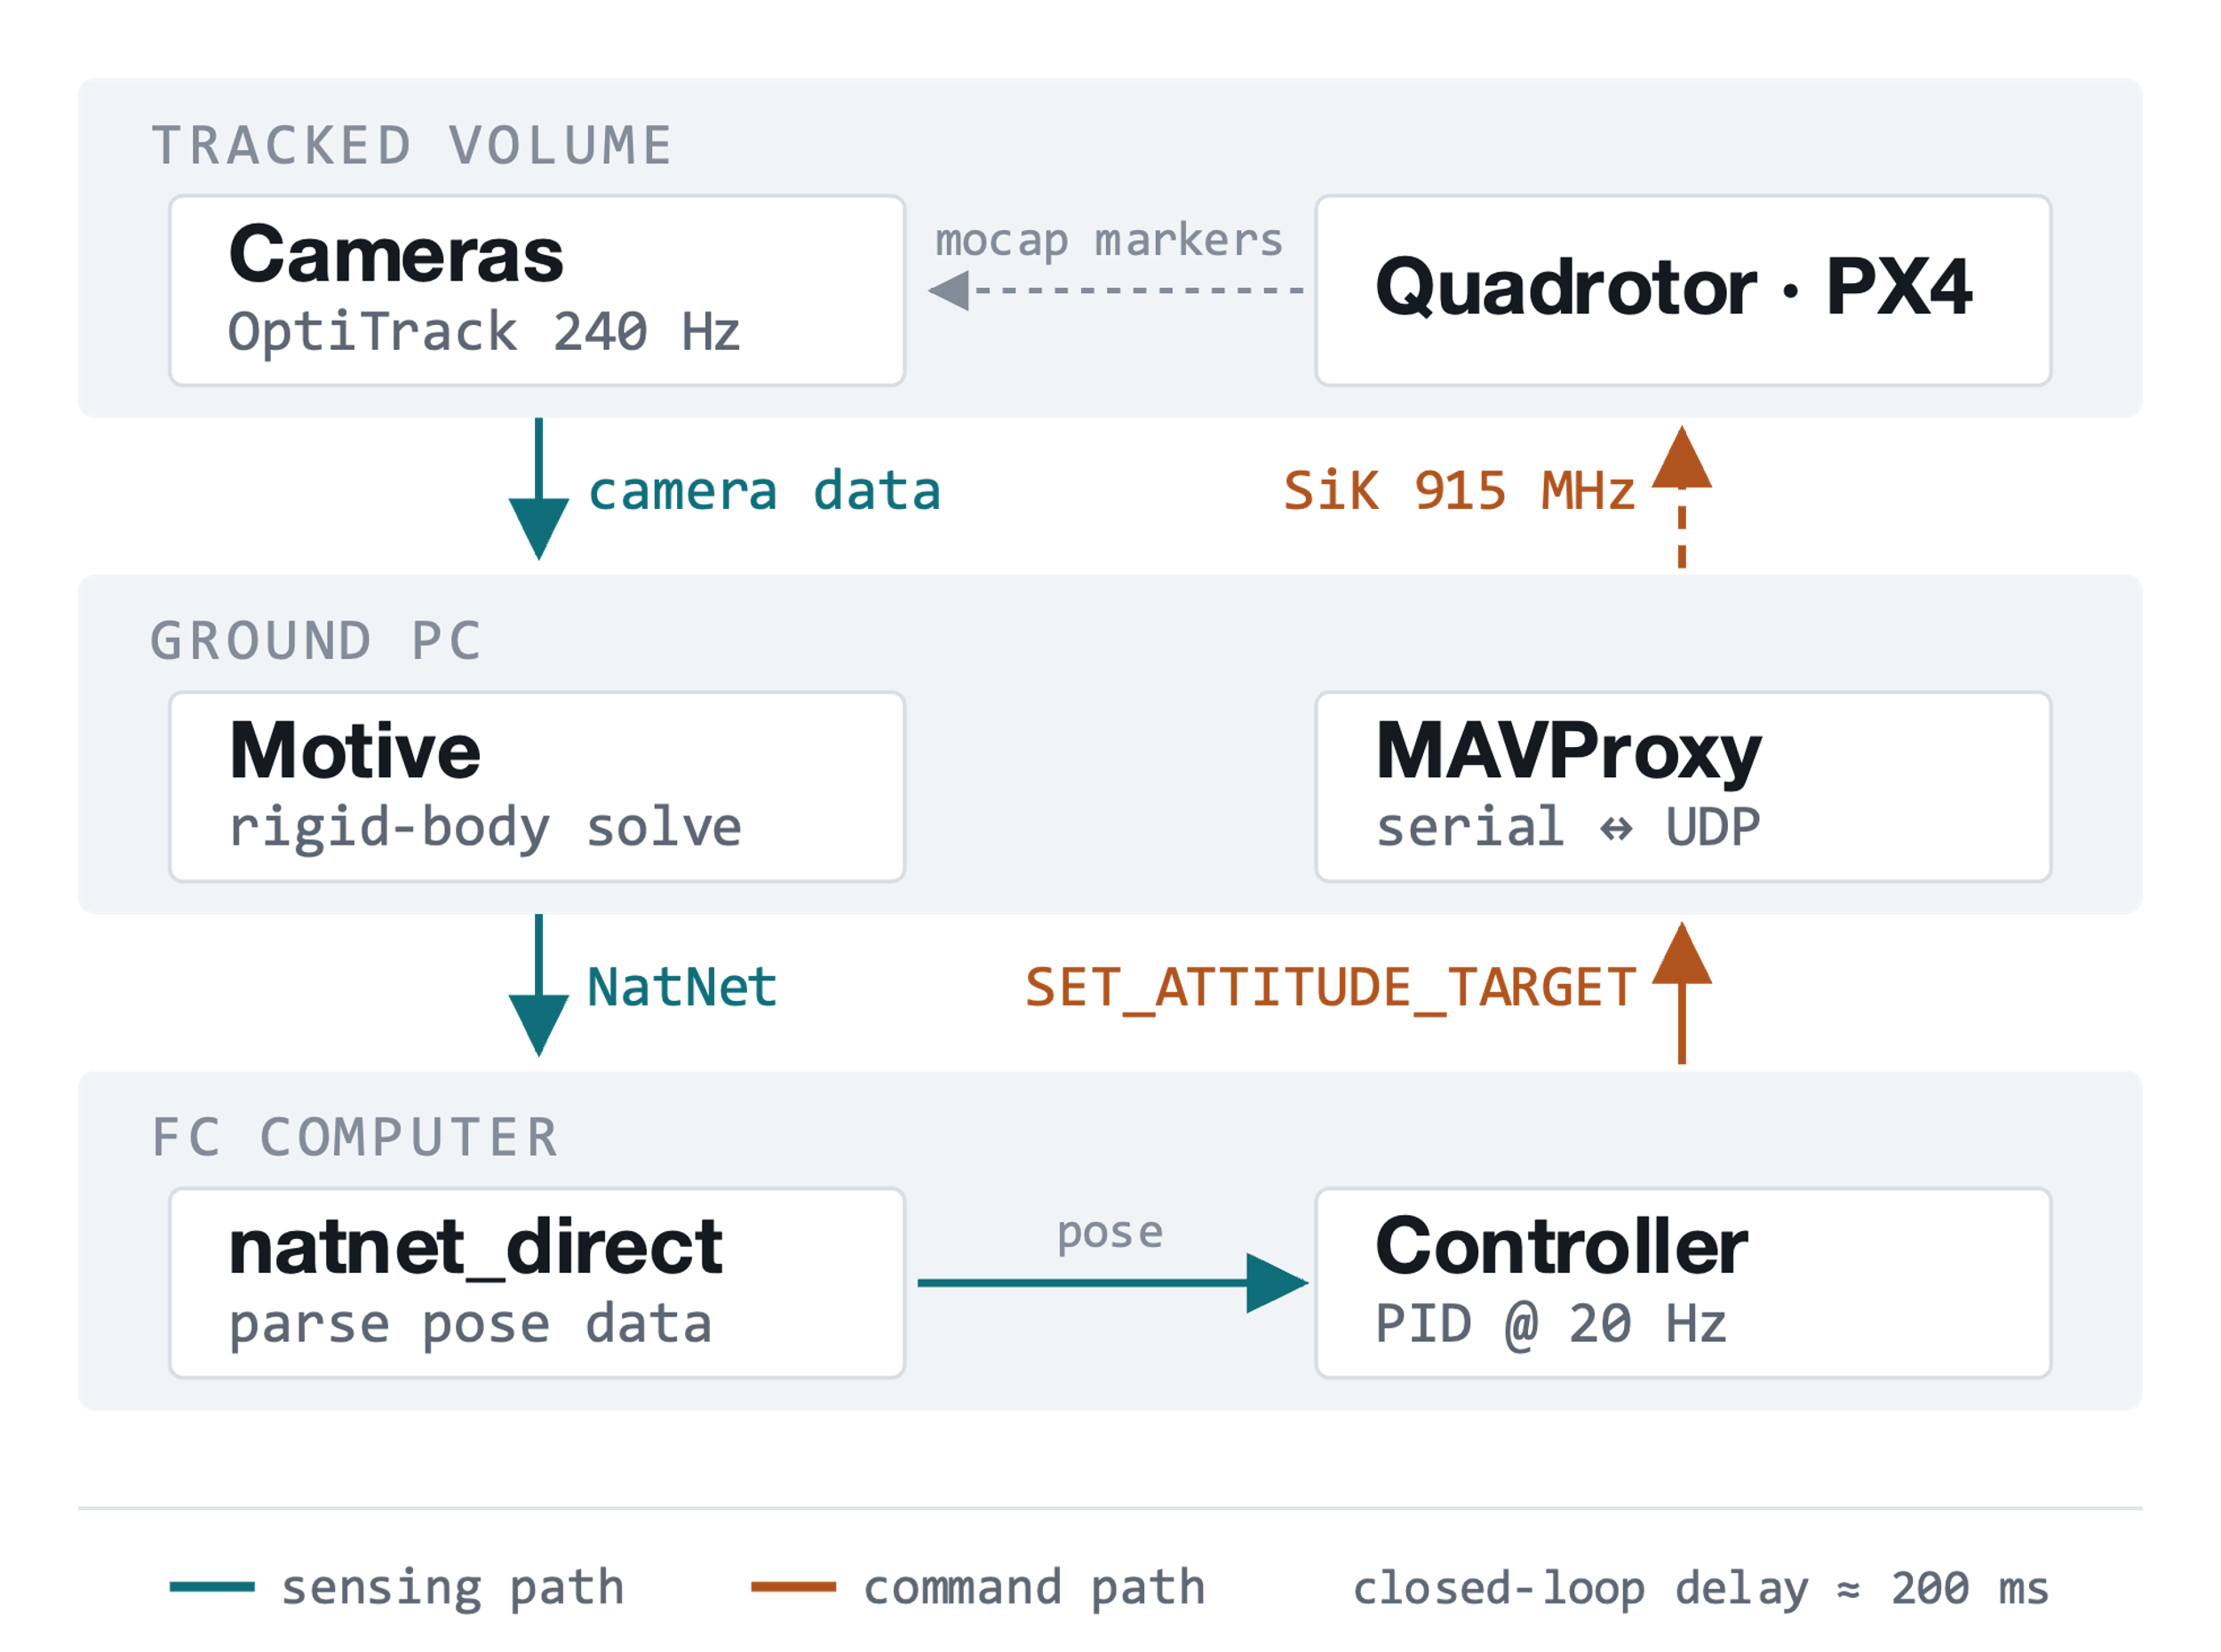 TRACKED VOLUME
Cameras
OptiTrack 240 Hz
mocap markers
Quadrotor · PX4
camera data
SiK 915 MHz
GROUND PC
Motive
rigid-body solve
MAVProxy
serial ↔ UDP
NatNet
SET_ATTITUDE_TARGET
FC COMPUTER
natnet_direct
parse pose data
pose
Controller
PID @ 20 Hz
sensing path
command path
closed-loop delay ≈ 200 ms